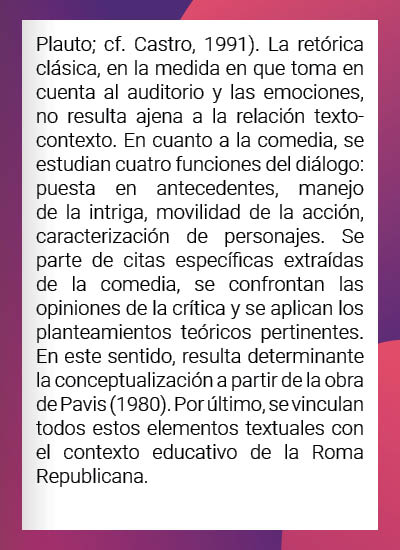 Plauto; cf. Castro, 1991). La retórica
clásica, en la medida en que toma en
cuenta al auditorio y las emociones,
no resulta ajena a la relación texto-
contexto. En cuanto a la comedia, se
estudian cuatro funciones del diálogo:
puesta en antecedentes, manejo
de la intriga, movilidad de la acción,
caracterización de personajes. Se
parte de citas específicas extraídas
de la comedia, se confrontan las
opiniones de la crítica y se aplican los
planteamientos teóricos pertinentes.
En este sentido, resulta determinante
la conceptualización a partir de la obra
de Pavis (1980). Por último, se vinculan
todos estos elementos textuales con
el contexto educativo de la Roma
Republicana.